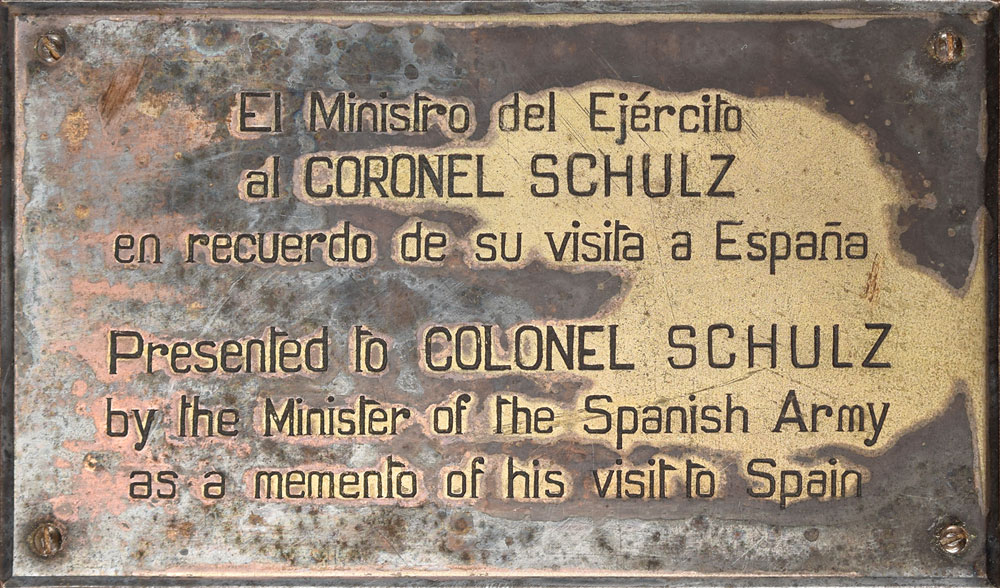 El Ministro del Ejército
al CORONEL SCHULZ
en recuerdo de su visita a España
Presented to COLONEL SCHULZ
by the Minister of the Spanish Army
as a memento of his visit to Spain